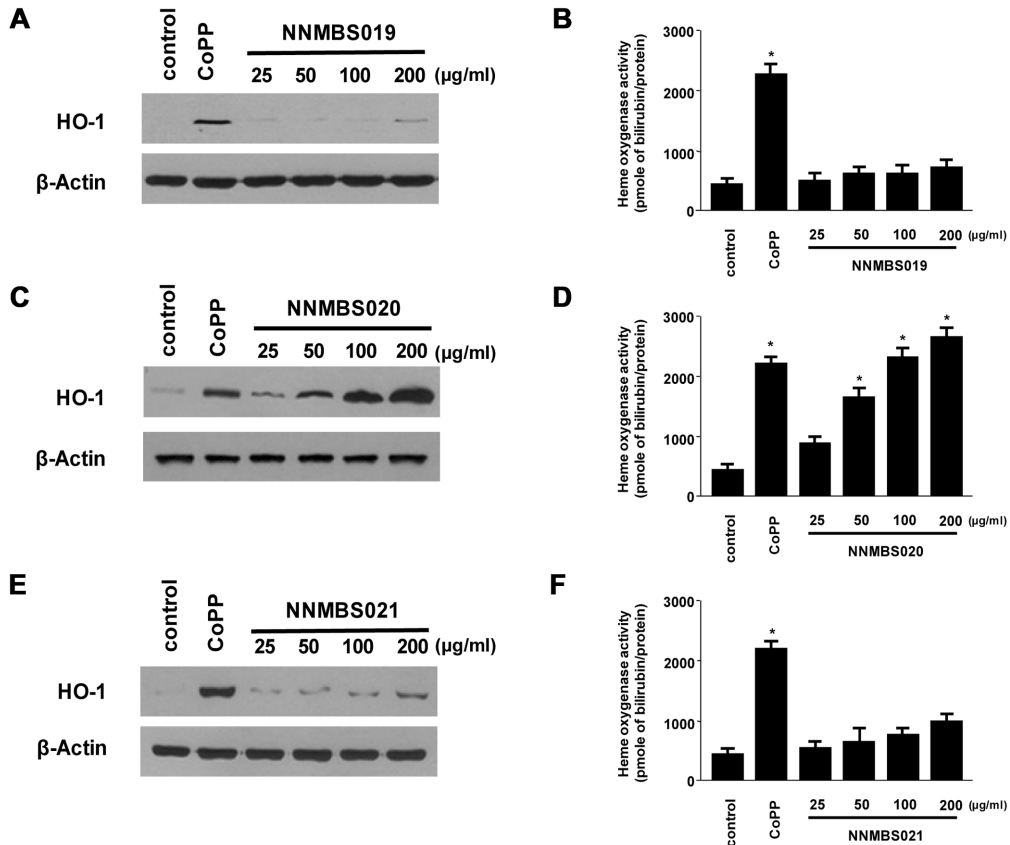 A
control
CoPP
NNMBS019
25 50 100 200 (µg/ml)
HO-1
β-Actin
B
Heme oxygenase activity
(pmole of bilirubin/protein)
3000
2000
1000
0
*
control
CoPP
25 50 100 200 (µg/ml)
NNMBS019
C
control
CoPP
NNMBS020
25 50 100 200 (µg/ml)
HO-1
β-Actin
D
Heme oxygenase activity
(pmole of bilirubin/protein)
3000
2000
1000
0
* * * *
control
CoPP
25 50 100 200 (µg/ml)
NNMBS020
E
control
CoPP
NNMBS021
25 50 100 200 (µg/ml)
HO-1
β-Actin
F
Heme oxygenase activity
(pmole of bilirubin/protein)
3000
2000
1000
0
*
control
CoPP
25 50 100 200 (µg/ml)
NNMBS021